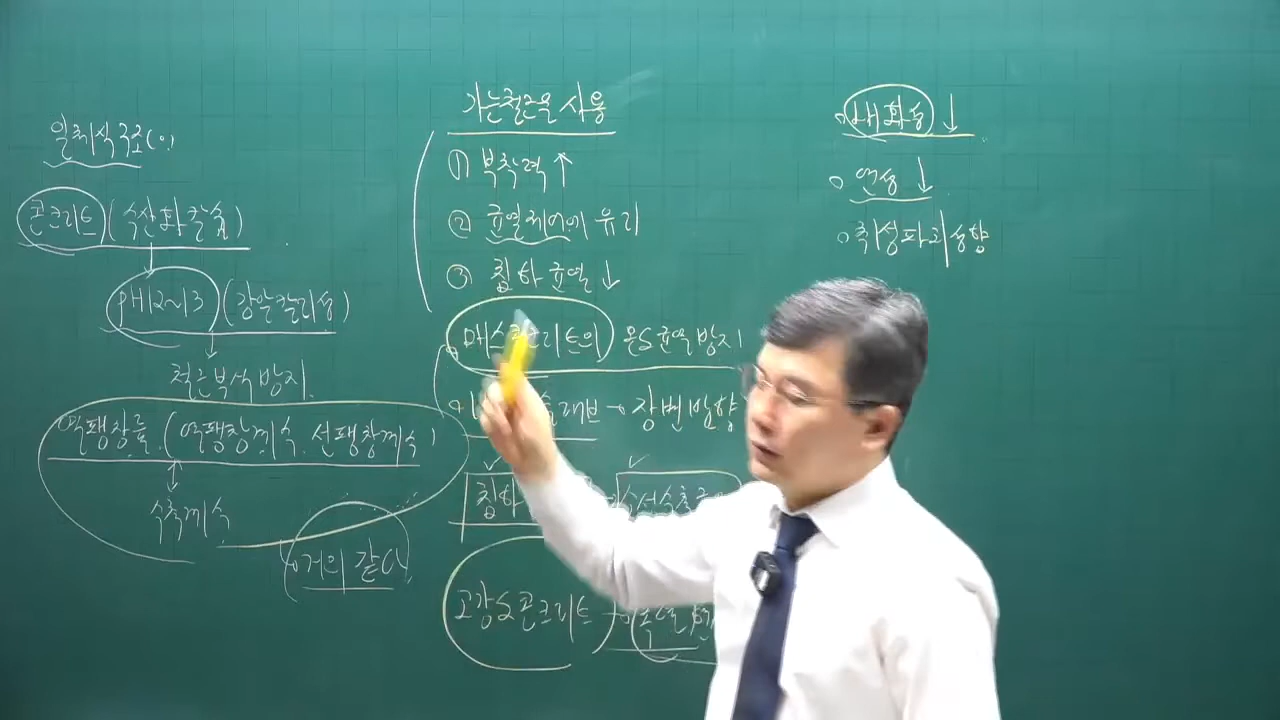 일체식구조(o)
콘크리트 (수산화칼슘)
pH12~13 (강알칼리성)
철근부식방지
열팽창률 (열팽창계수, 선팽창계수)
수축계수
거의 같다
가는철근을 사용
① 부착력↑
② 균열제어에 유리
③ 침하균열↓
매스콘크리트의 온도균열방지
슬래브 → 장변방향
침하
고강도콘크리트 →
내화성↓
연성↓
취성파괴성향